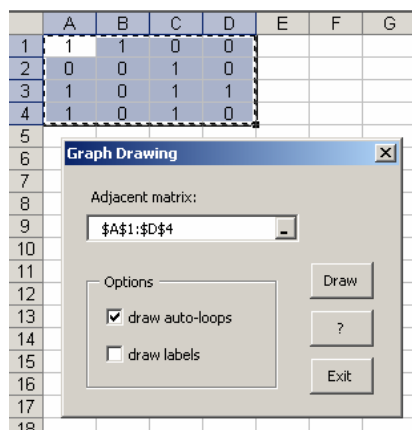 A B C D E F G
1 1 1 0 0
2 0 0 1 0
3 1 0 1 1
4 1 0 1 0
5
6
7
8
9
10
11
12
13
14
15
16
17
18
Graph Drawing
Adjacent matrix:
$A$1:$D$4
Options
draw auto-loops
draw labels
Draw
?
Exit